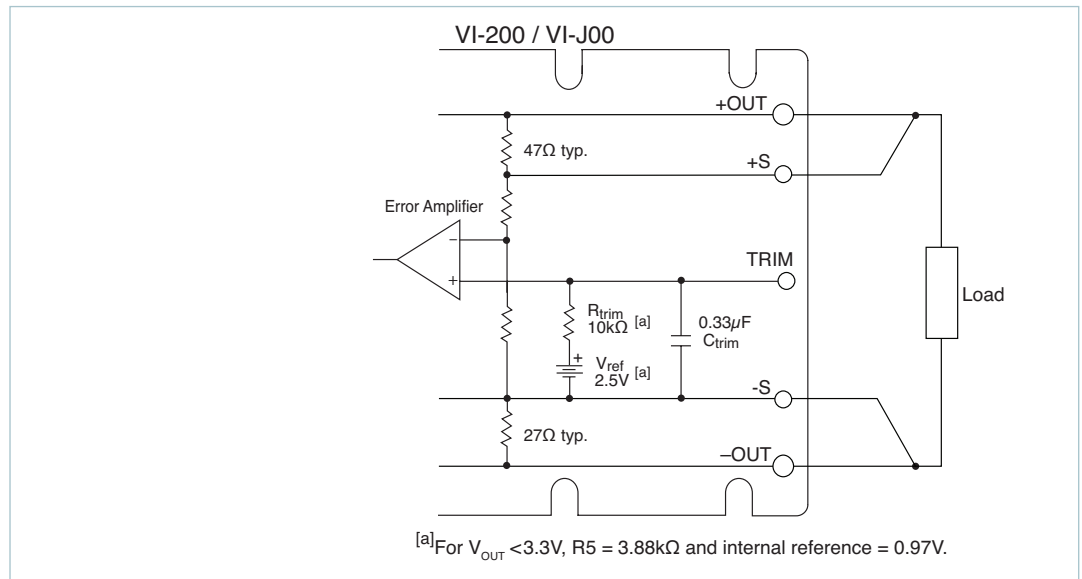 VI-200 / VI-J00
+OUT
47Ω typ.
+S
Error Amplifier
–
TRIM
+
Rtrim
10kΩ [a]
0.33µF
Ctrim
Load
+
Vref
2.5V [a]
-S
27Ω typ.
–OUT
[a]For VOUT <3.3V, R5 = 3.88kΩ and internal reference = 0.97V.